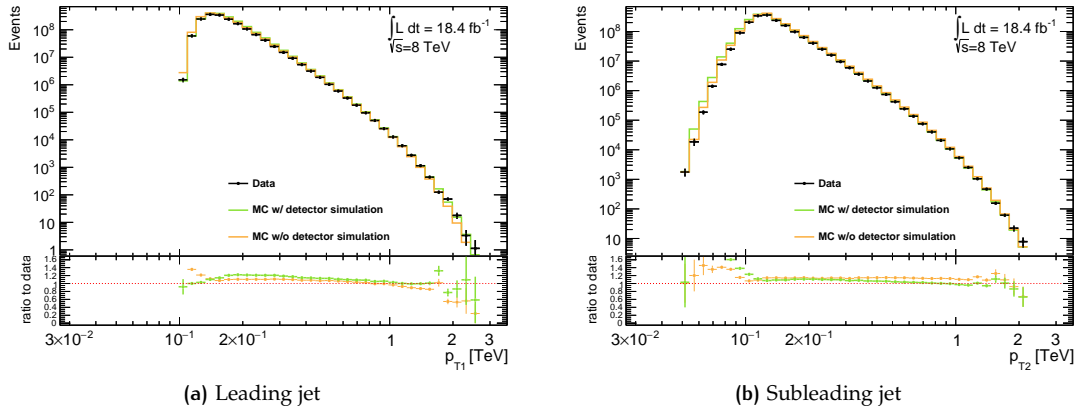 Events
10⁸
10⁷
10⁶
10⁵
10⁴
10³
10²
10
1
∫L dt = 18.4 fb⁻¹
√s=8 TeV
Data
MC w/ detector simulation
MC w/o detector simulation
ratio to data
1.6
1.4
1.2
1
0.8
0.6
0.4
0.2
0
3×10⁻² 10⁻¹ 2×10⁻¹ 1 2 3
p_T1 [TeV]
(a) Leading jet
Events
10⁸
10⁷
10⁶
10⁵
10⁴
10³
10²
10
∫L dt = 18.4 fb⁻¹
√s=8 TeV
Data
MC w/ detector simulation
MC w/o detector simulation
ratio to data
1.6
1.4
1.2
1
0.8
0.6
0.4
0.2
0
3×10⁻² 10⁻¹ 2×10⁻¹ 1 2 3
p_T2 [TeV]
(b) Subleading jet